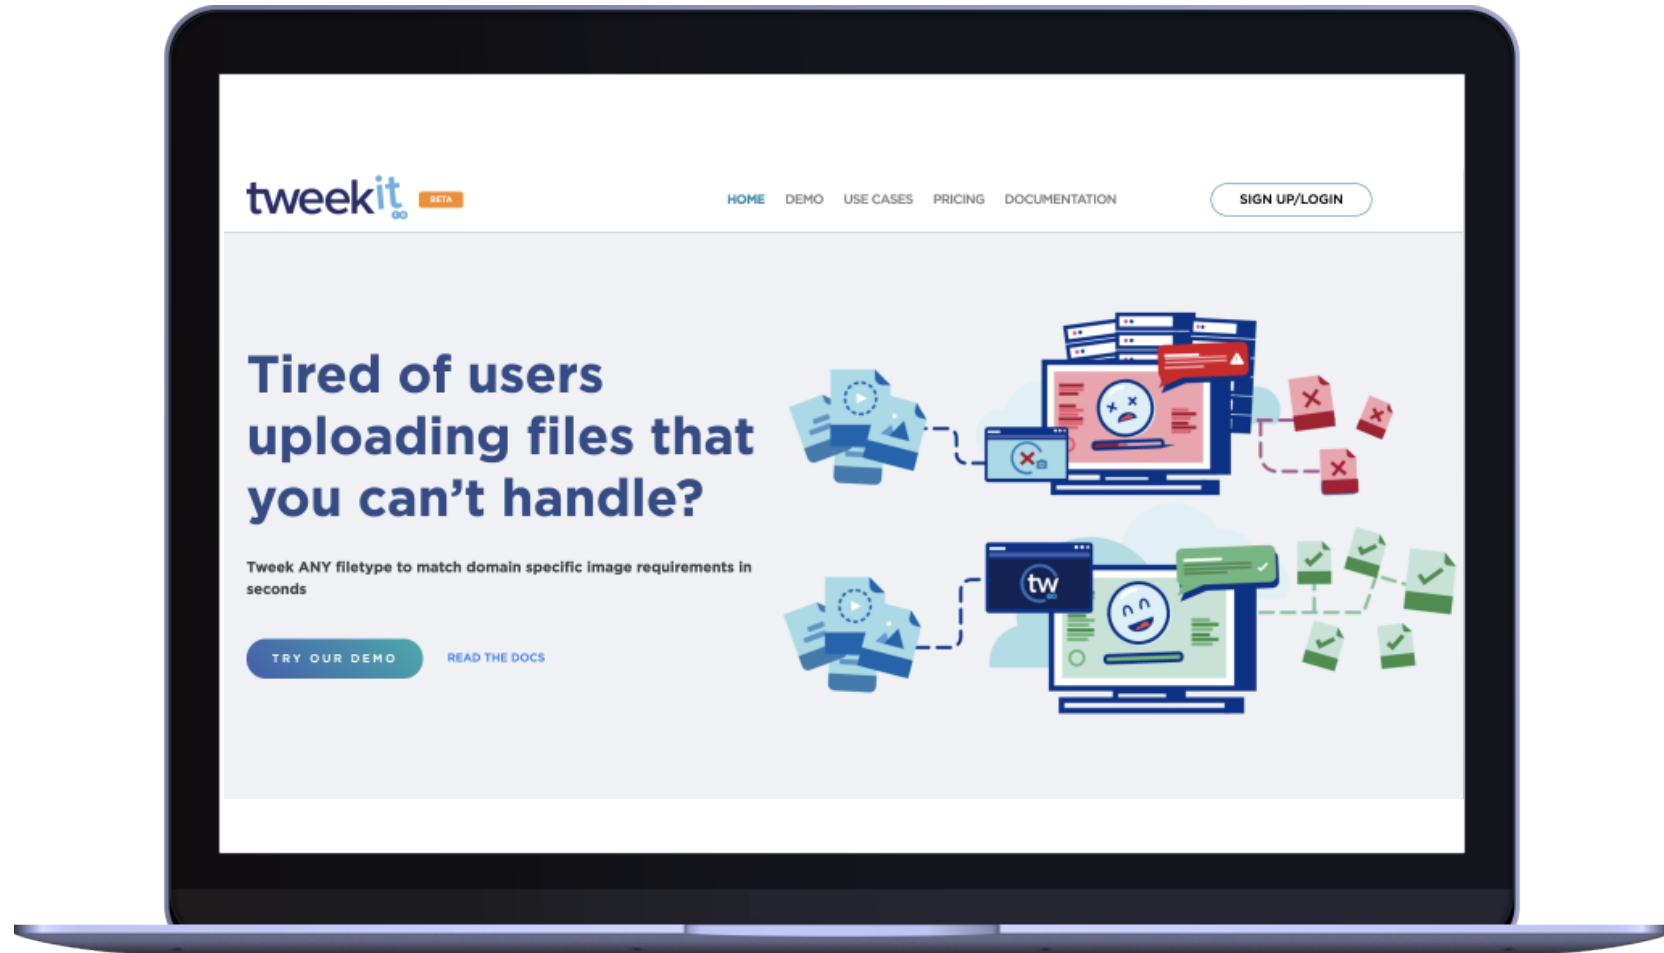 tweekit BETA
HOME DEMO USE CASES PRICING DOCUMENTATION SIGN UP/LOGIN
Tired of users
uploading files that
you can't handle?
Tweek ANY filetype to match domain specific image requirements in
seconds
TRY OUR DEMO READ THE DOCS
tw